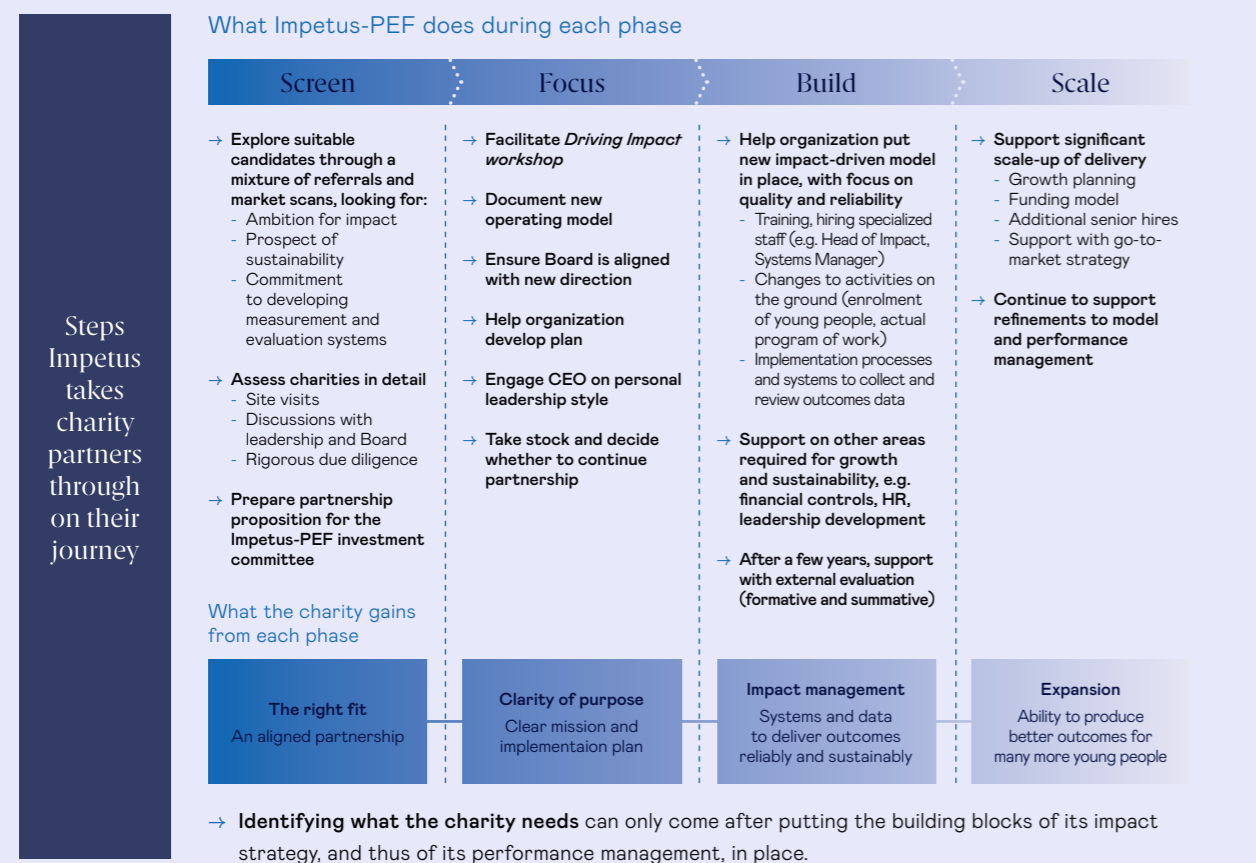 Steps
Impetus
takes
charity
partners
through
on their
journey
What Impetus-PEF does during each phase
Screen
→ Explore suitable
candidates through a
mixture of referrals and
market scans, looking for:
- Ambition for impact
- Prospect of
sustainability
- Commitment
to developing
measurement and
evaluation systems
→ Assess charities in detail
- Site visits
- Discussions with
leadership and Board
- Rigorous due diligence
→ Prepare partnership
proposition for the
Impetus-PEF investment
committee
Focus
→ Facilitate Driving Impact
workshop
→ Document new
operating model
→ Ensure Board is aligned
with new direction
→ Help organization
develop plan
→ Engage CEO on personal
leadership style
→ Take stock and decide
whether to continue
partnership
Build
→ Help organization put
new impact-driven model
in place, with focus on
quality and reliability
- Training, hiring specialized
staff (e.g. Head of Impact,
Systems Manager)
- Changes to activities on
the ground (enrolment
of young people, actual
program of work)
- Implementation processes
and systems to collect and
review outcomes data
→ Support on other areas
required for growth
and sustainability, e.g.
financial controls, HR,
leadership development
→ After a few years, support
with external evaluation
(formative and summative)
Scale
→ Support significant
scale-up of delivery
- Growth planning
- Funding model
- Additional senior hires
- Support with go-to-
market strategy
→ Continue to support
refinements to model
and performance
management
What the charity gains
from each phase
The right fit
An aligned partnership
Clarity of purpose
Clear mission and
implementaion plan
Impact management
Systems and data
to deliver outcomes
reliably and sustainably
Expansion
Ability to produce
better outcomes for
many more young people
→ Identifying what the charity needs can only come after putting the building blocks of its impact
strategy, and thus of its performance management, in place.